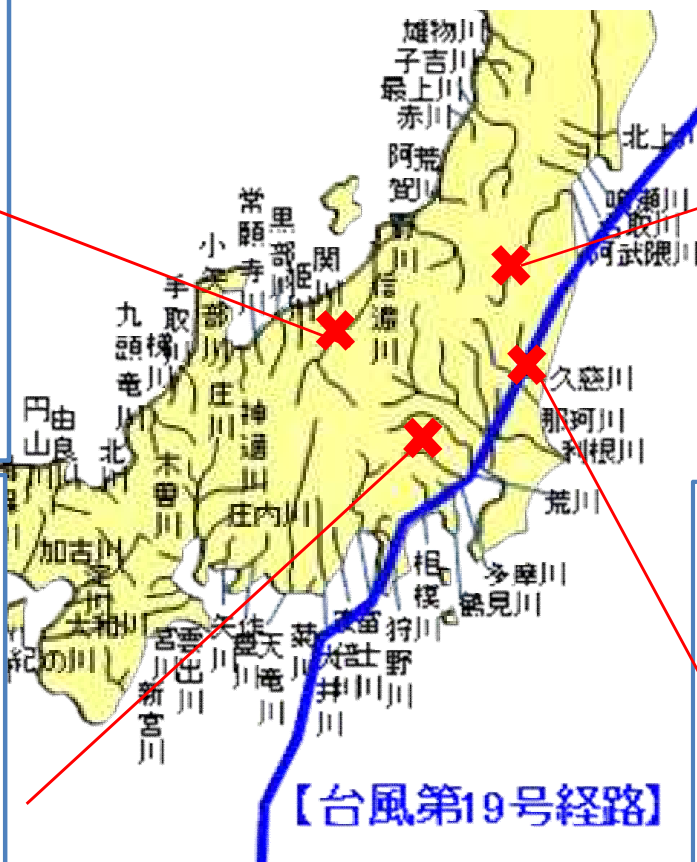 雄物川
子吉川
最上川
赤川
阿賀川
荒
北上川
鳴瀬川
名取川
阿武隈川
常願寺川
黒部川
姫川
関川
信濃川
小矢部川
手取川
梯川
九頭竜川
庄川
神通川
円山
由良川
北川
木曽川
庄内川
加古川
淀川
大和川
紀の川
宮川
雲出川
新宮川
矢川
豊川
天竜川
菊川
大井川
安倍川
富士川
狩野川
相模川
鶴見川
多摩川
荒川
利根川
那珂川
久慈川
【台風第19号経路】